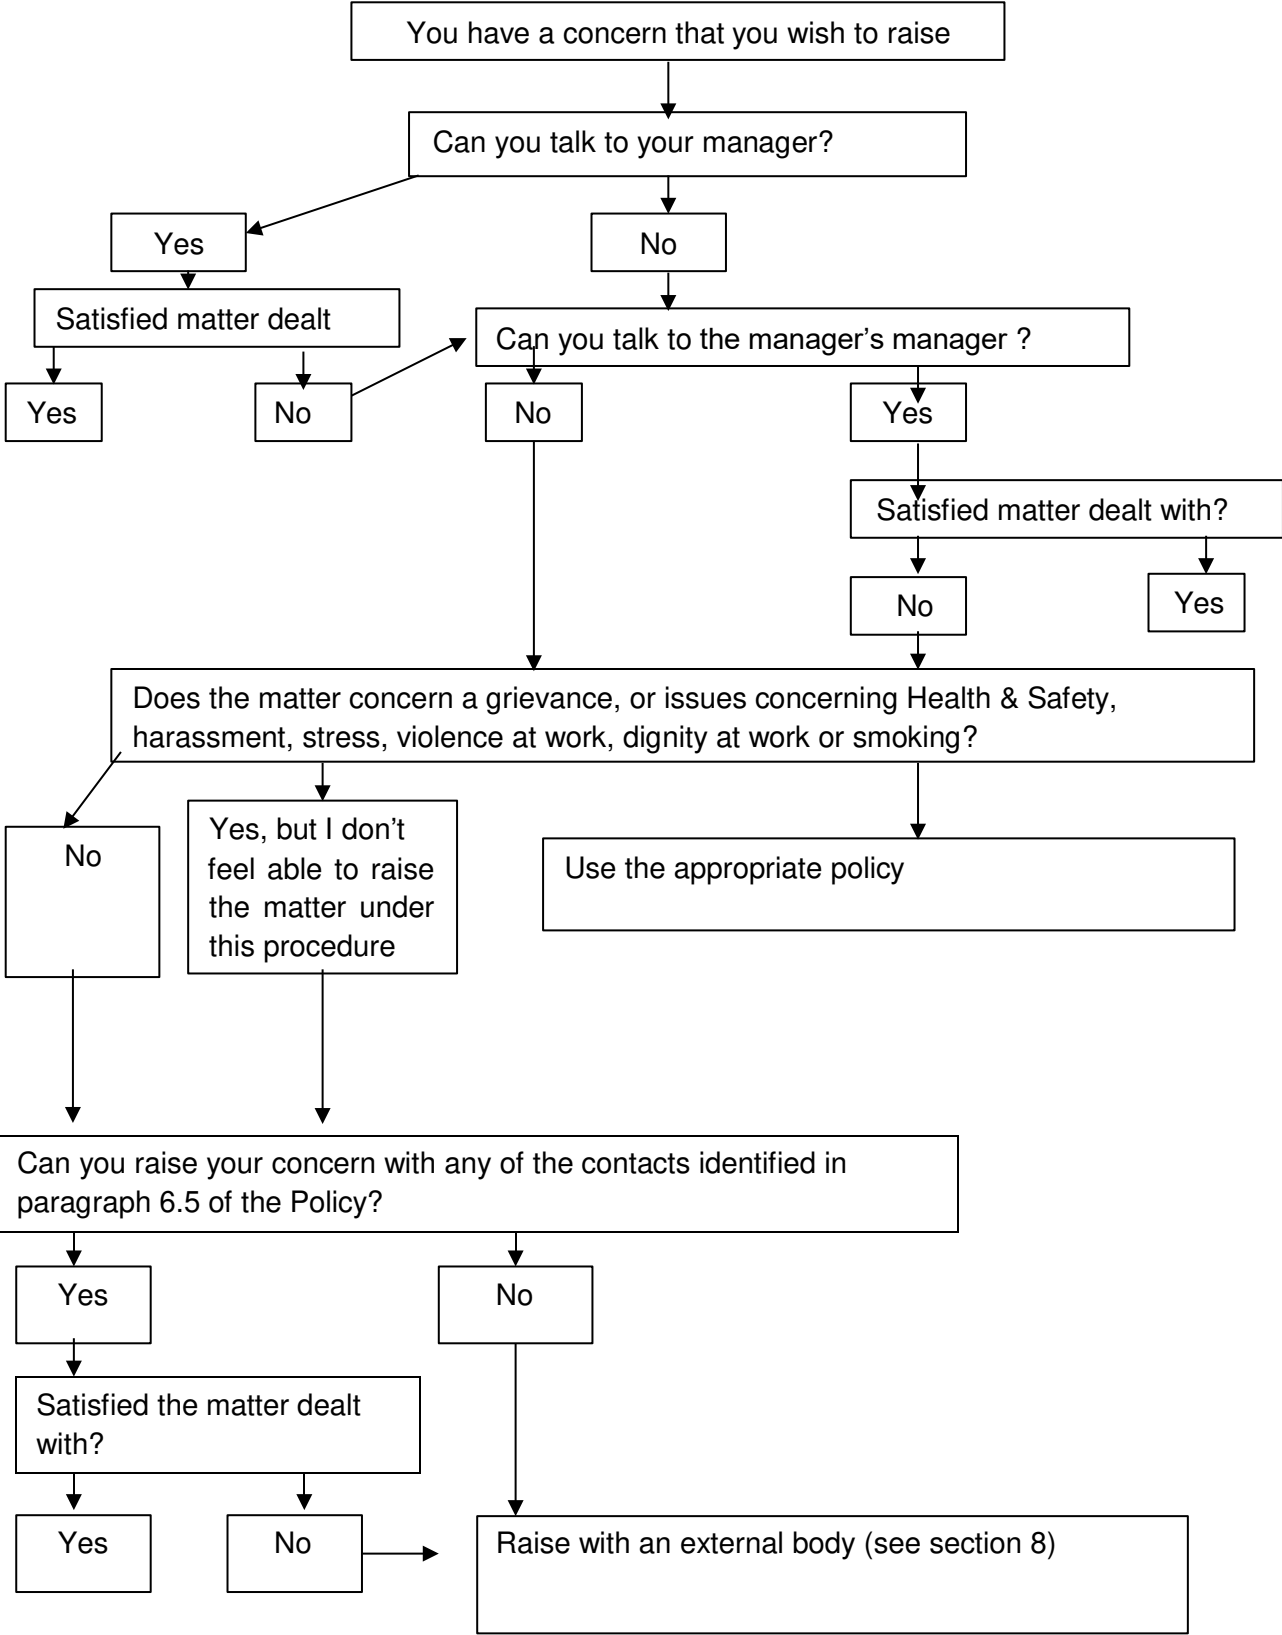 You have a concern that you wish to raise
Can you talk to your manager?
Yes
No
Satisfied matter dealt
Can you talk to the manager’s manager ?
Yes
No
No
Yes
Satisfied matter dealt with?
No
Yes
Does the matter concern a grievance, or issues concerning Health & Safety,
harassment, stress, violence at work, dignity at work or smoking?
No
Yes, but I don’t
feel able to raise
the matter under
this procedure
Use the appropriate policy
Can you raise your concern with any of the contacts identified in
paragraph 6.5 of the Policy?
Yes
No
Satisfied the matter dealt
with?
Yes
No
Raise with an external body (see section 8)